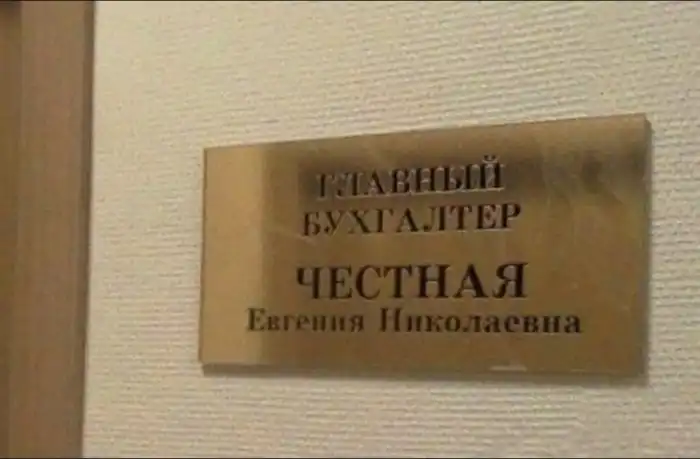 ГЛАВНЫЙ
БУХГАЛТЕР
ЧЕСТНАЯ
Евгения Николаевна